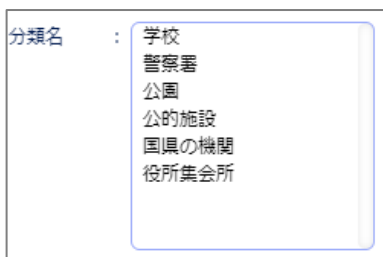 分類名 : 学校
警察署
公園
公的施設
国県の機関
役所集会所